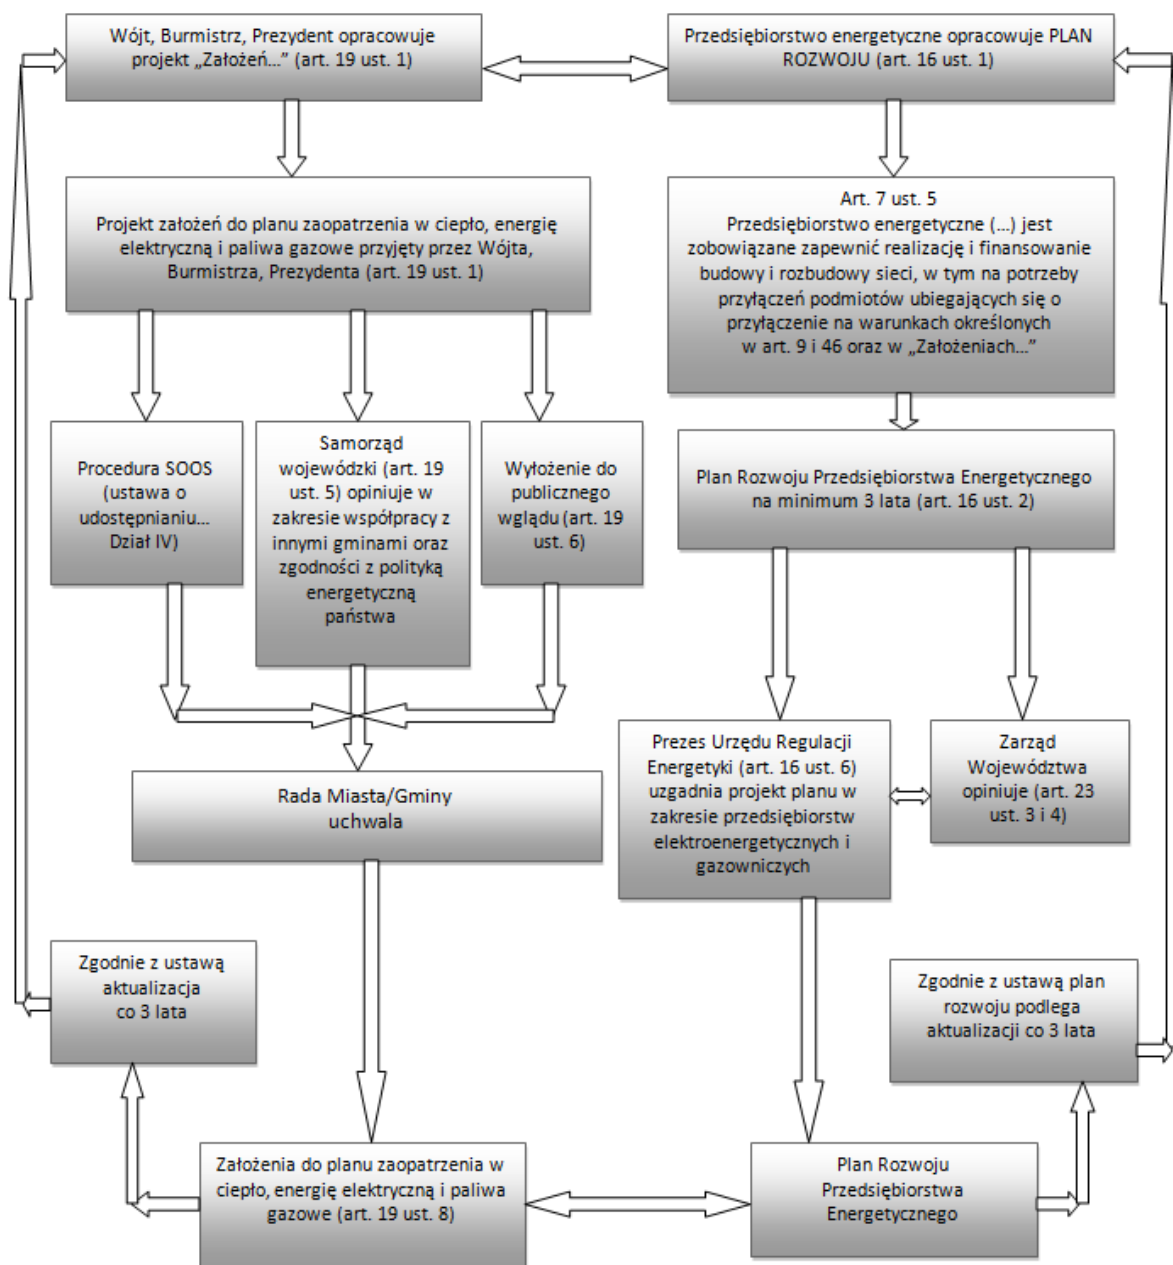 Wójt, Burmistrz, Prezydent opracowuje
projekt „Założeń…” (art. 19 ust. 1)
Przedsiębiorstwo energetyczne opracowuje PLAN
ROZWOJU (art. 16 ust. 1)
Projekt założeń do planu zaopatrzenia w ciepło, energię
elektryczną i paliwa gazowe przyjęty przez Wójta,
Burmistrza, Prezydenta (art. 19 ust. 1)
Art. 7 ust. 5
Przedsiębiorstwo energetyczne (…) jest
zobowiązane zapewnić realizację i finansowanie
budowy i rozbudowy sieci, w tym na potrzeby
przyłączeń podmiotów ubiegających się o
przyłączenie na warunkach określonych
w art. 9 i 46 oraz w „Założeniach…”
Procedura SOOS
(ustawa o
udostępnianiu…
Dział IV)
Samorząd
wojewódzki (art. 19
ust. 5) opiniuje w
zakresie współpracy z
innymi gminami oraz
zgodności z polityką
energetyczną
państwa
Wyłożenie do
publicznego
wglądu (art. 19
ust. 6)
Plan Rozwoju Przedsiębiorstwa Energetycznego
na minimum 3 lata (art. 16 ust. 2)
Rada Miasta/Gminy
uchwala
Prezes Urzędu Regulacji
Energetyki (art. 16 ust. 6)
uzgadnia projekt planu w
zakresie przedsiębiorstw
elektroenergetycznych i
gazowniczych
Zarząd
Województwa
opiniuje (art. 23
ust. 3 i 4)
Zgodnie z ustawą
aktualizacja
co 3 lata
Zgodnie z ustawą plan
rozwoju podlega
aktualizacji co 3 lata
Założenia do planu zaopatrzenia w
ciepło, energię elektryczną i paliwa
gazowe (art. 19 ust. 8)
Plan Rozwoju
Przedsiębiorstwa
Energetycznego